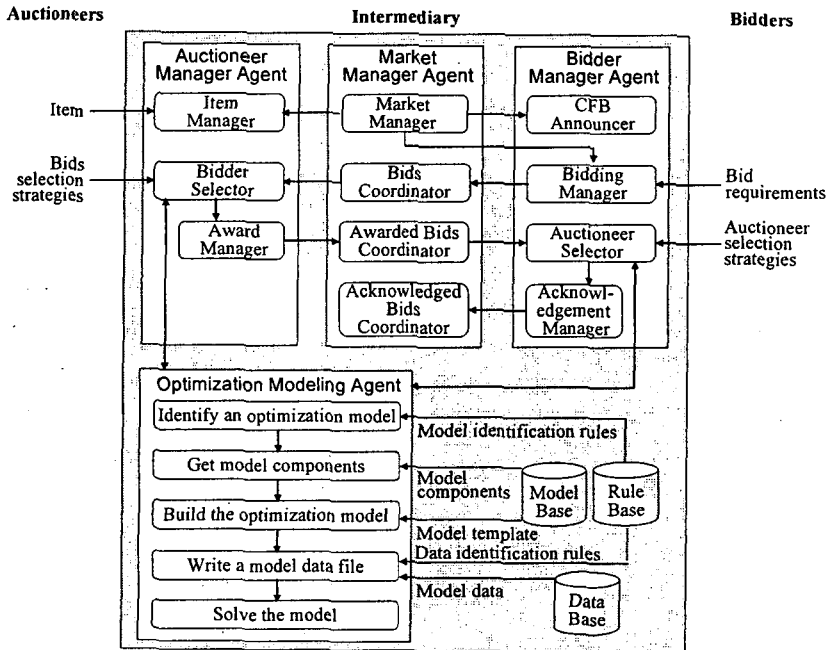 Auctioneers
Intermediary
Bidders
Auctioneer
Manager Agent
Market
Manager Agent
Bidder
Manager Agent
Item
Item
Manager
Market
Manager
CFB
Announcer
Bids
selection
strategies
Bidder
Selector
Bids
Coordinator
Bidding
Manager
Bid
requirements
Award
Manager
Awarded Bids
Coordinator
Auctioneer
Selector
Auctioneer
selection
strategies
Acknowledged
Bids
Coordinator
Acknowl-
edgement
Manager
Optimization Modeling Agent
Identify an optimization model
Model identification rules
Get model components
Model
components
Model
Base
Rule
Base
Build the optimization model
Model template
Data identification rules
Write a model data file
Model data
Data
Base
Solve the model